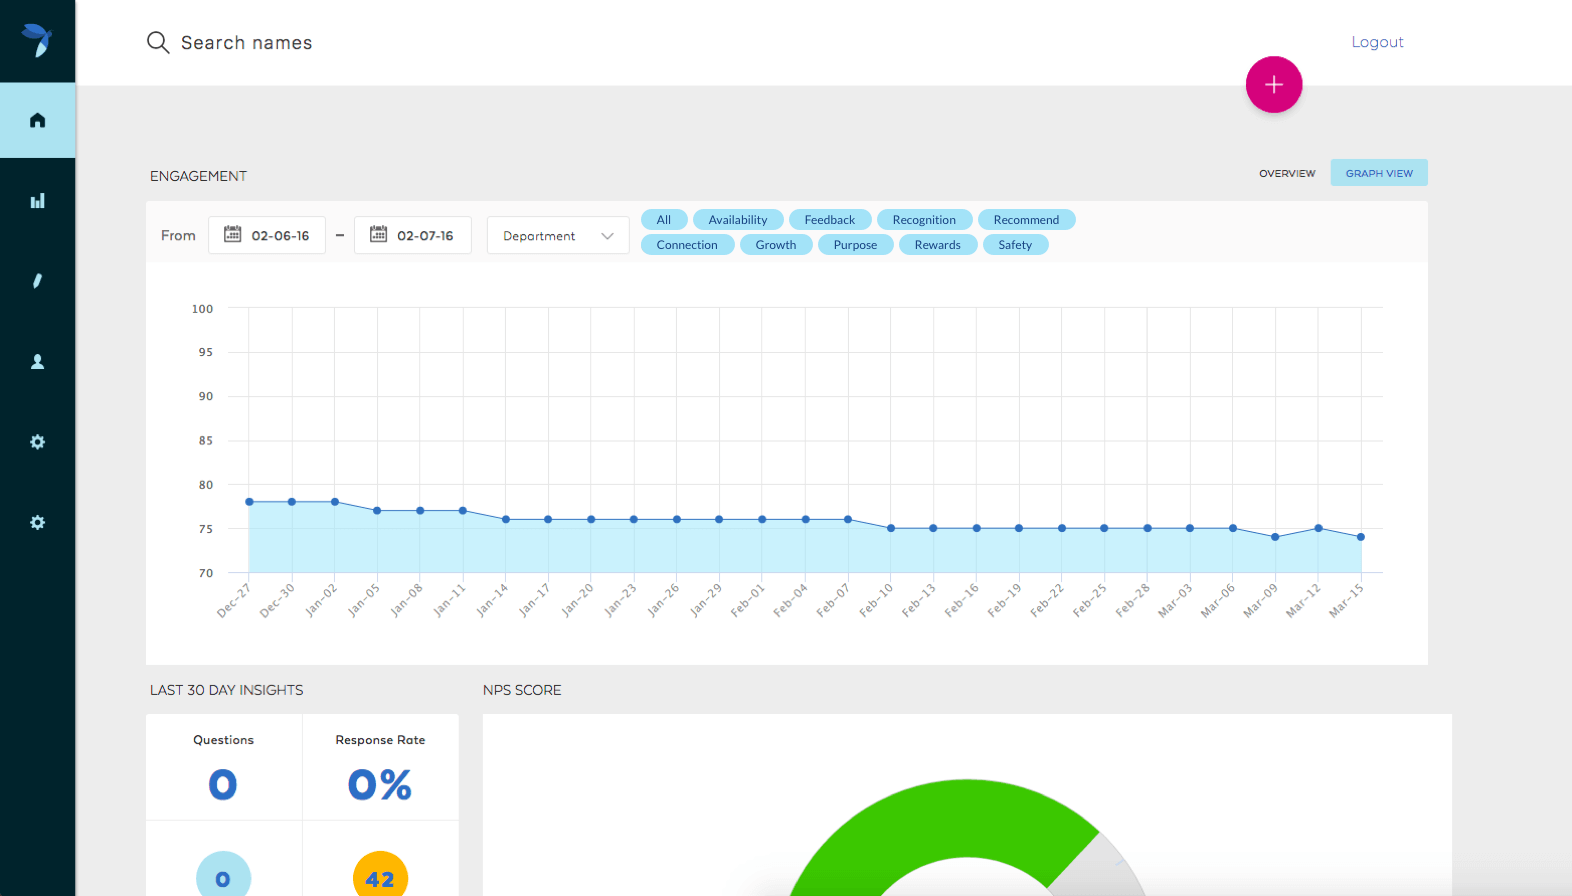 Search names
Logout
+
ENGAGEMENT
OVERVIEW
GRAPH VIEW
From
02-06-16
–
02-07-16
Department
All
Availability
Feedback
Recognition
Recommend
Connection
Growth
Purpose
Rewards
Safety
100
95
90
85
80
75
70
Dec-27
Dec-30
Jan-02
Jan-05
Jan-08
Jan-11
Jan-14
Jan-17
Jan-20
Jan-23
Jan-26
Jan-29
Feb-01
Feb-04
Feb-07
Feb-10
Feb-13
Feb-16
Feb-19
Feb-22
Feb-25
Feb-28
Mar-03
Mar-06
Mar-09
Mar-12
Mar-15
LAST 30 DAY INSIGHTS
NPS SCORE
Questions
Response Rate
0
0%
0
42